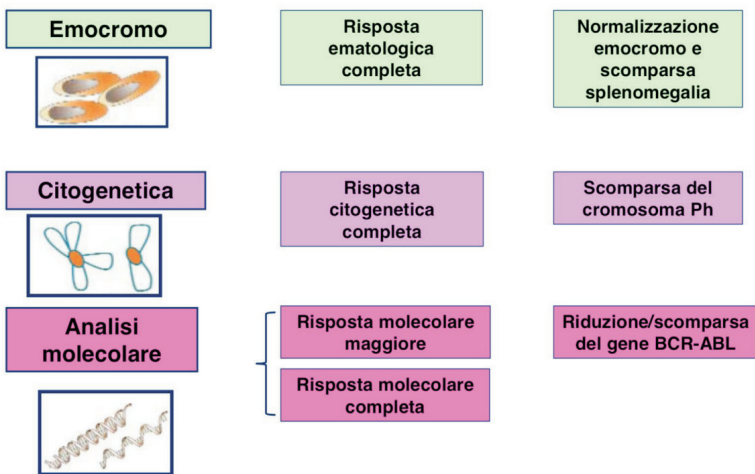 Emocromo
Risposta
ematologica
completa
Normalizzazione
emocromo e
scomparsa
splenomegalia
Citogenetica
Risposta
citogenetica
completa
Scomparsa del
cromosoma Ph
Analisi
molecolare
Risposta molecolare
maggiore
Risposta molecolare
completa
Riduzione/scomparsa
del gene BCR-ABL